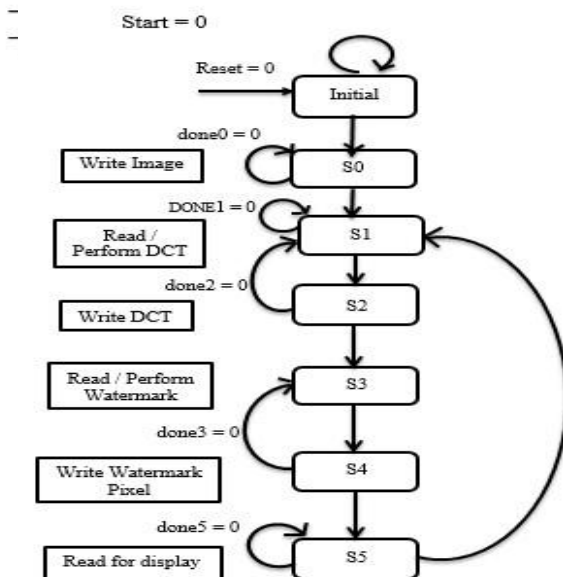 Start = 0
Reset = 0
Initial
done0 = 0
Write Image
S0
DONE1 = 0
S1
Read /
Perform DCT
done2 = 0
S2
Write DCT
Read / Perform
Watermark
S3
done3 = 0
S4
Write Watermark
Pixel
done5 = 0
S5
Read for display